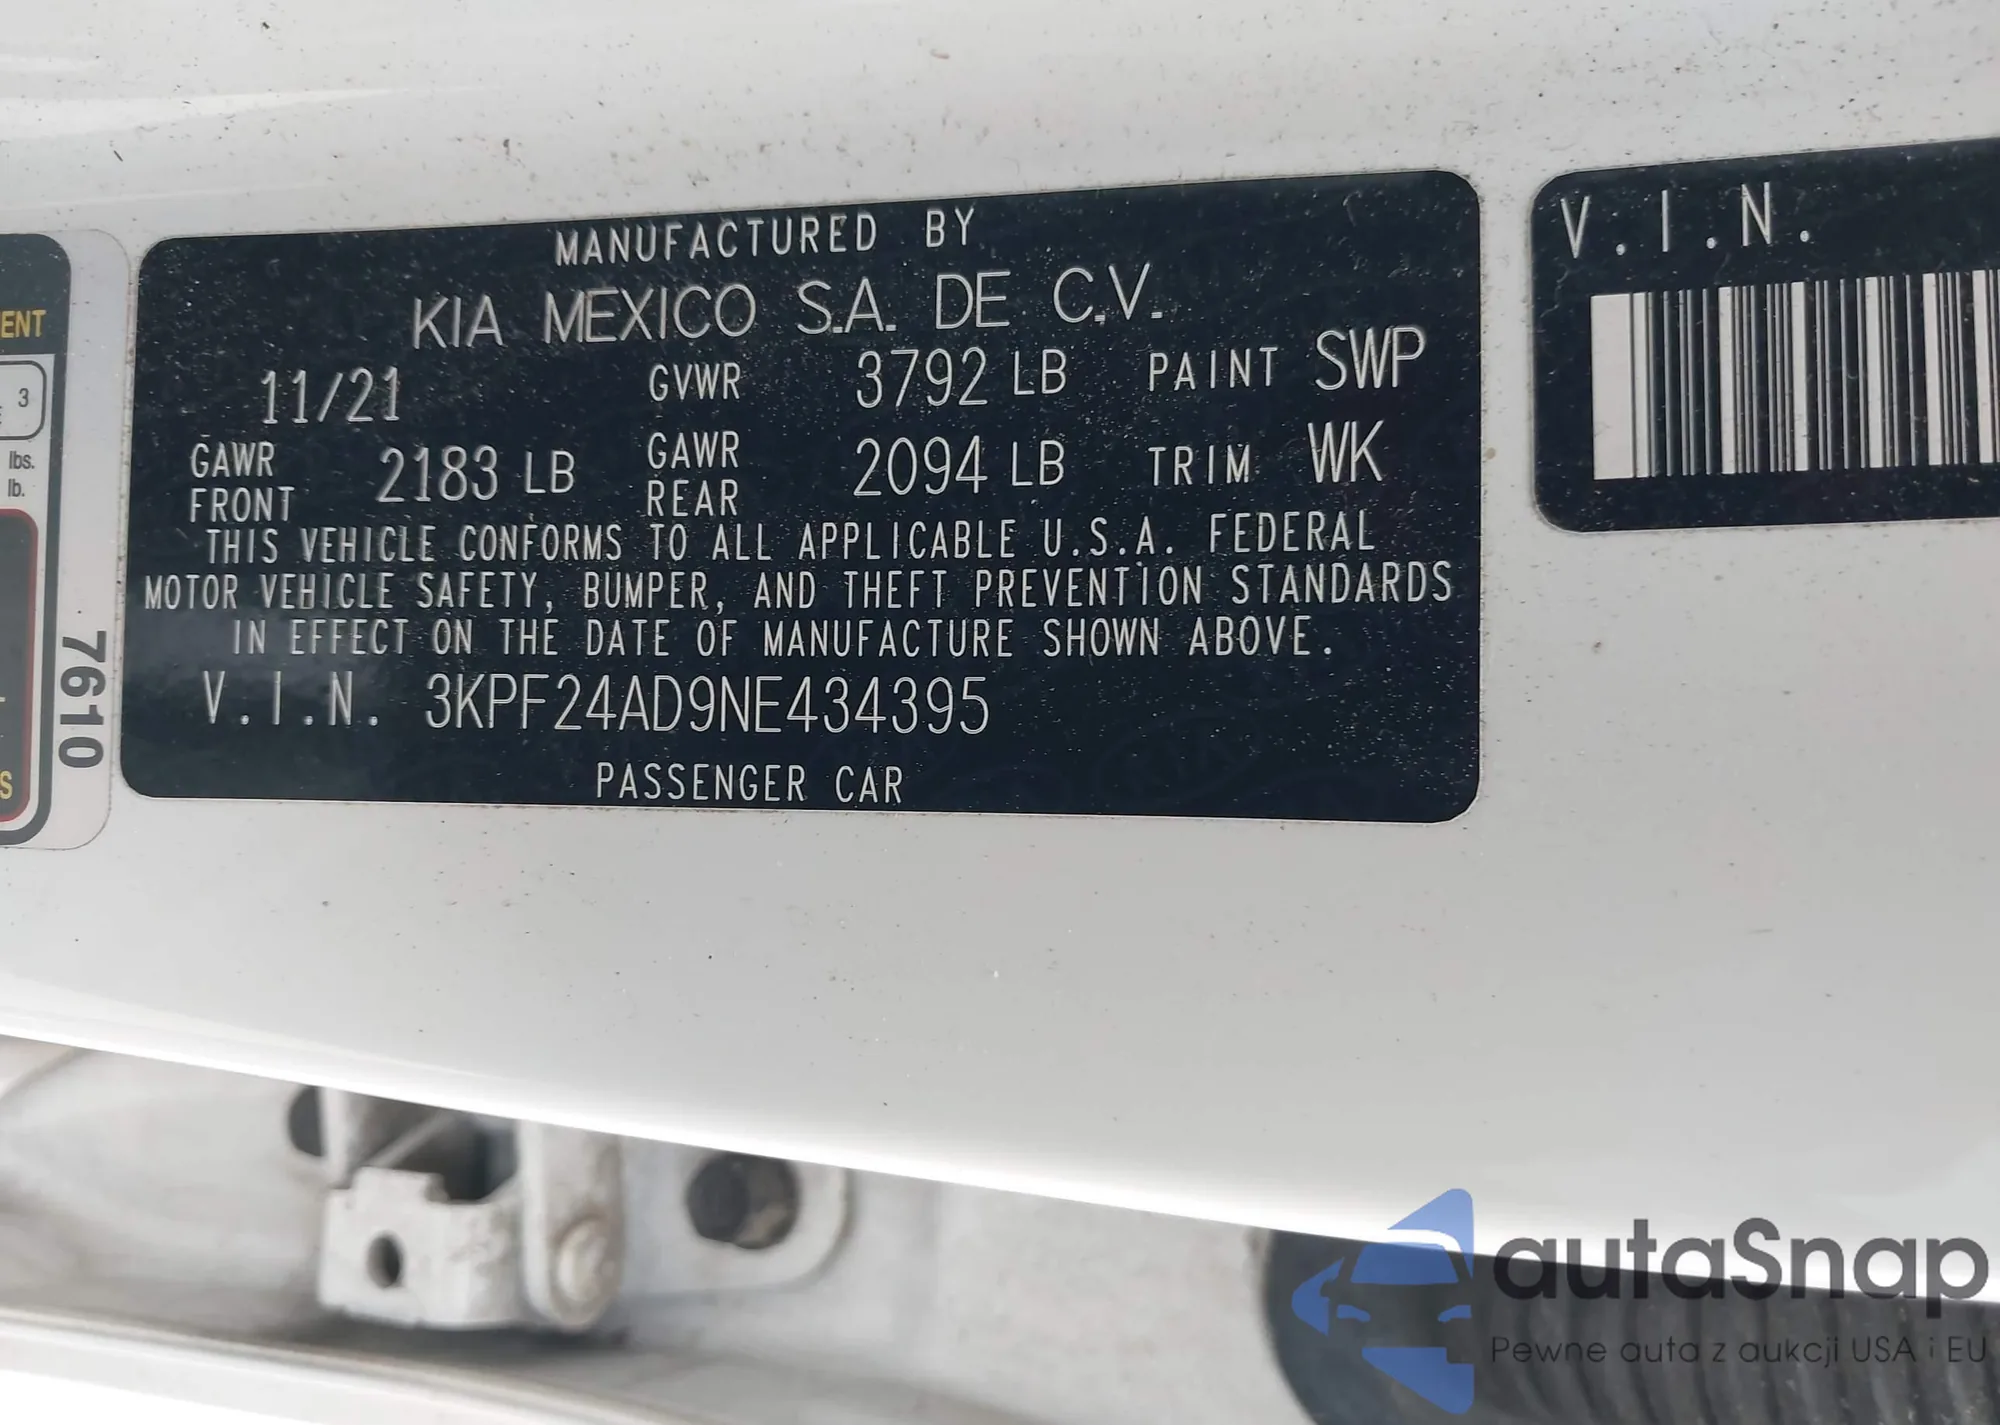 MANUFACTURED BY
KIA MEXICO S.A. DE C.V.
11/21 GVWR 3792 LB PAINT SWP
GAWR FRONT 2183 LB GAWR REAR 2094 LB TRIM WK
THIS VEHICLE CONFORMS TO ALL APPLICABLE U.S.A. FEDERAL
MOTOR VEHICLE SAFETY, BUMPER, AND THEFT PREVENTION STANDARDS
IN EFFECT ON THE DATE OF MANUFACTURE SHOWN ABOVE.
V.I.N. 3KPF24AD9NE434395
PASSENGER CAR
V.I.N.
ENT
3
lbs.
lb.
S
7610
autaSnap
Pewne auta z aukcji USA i EU